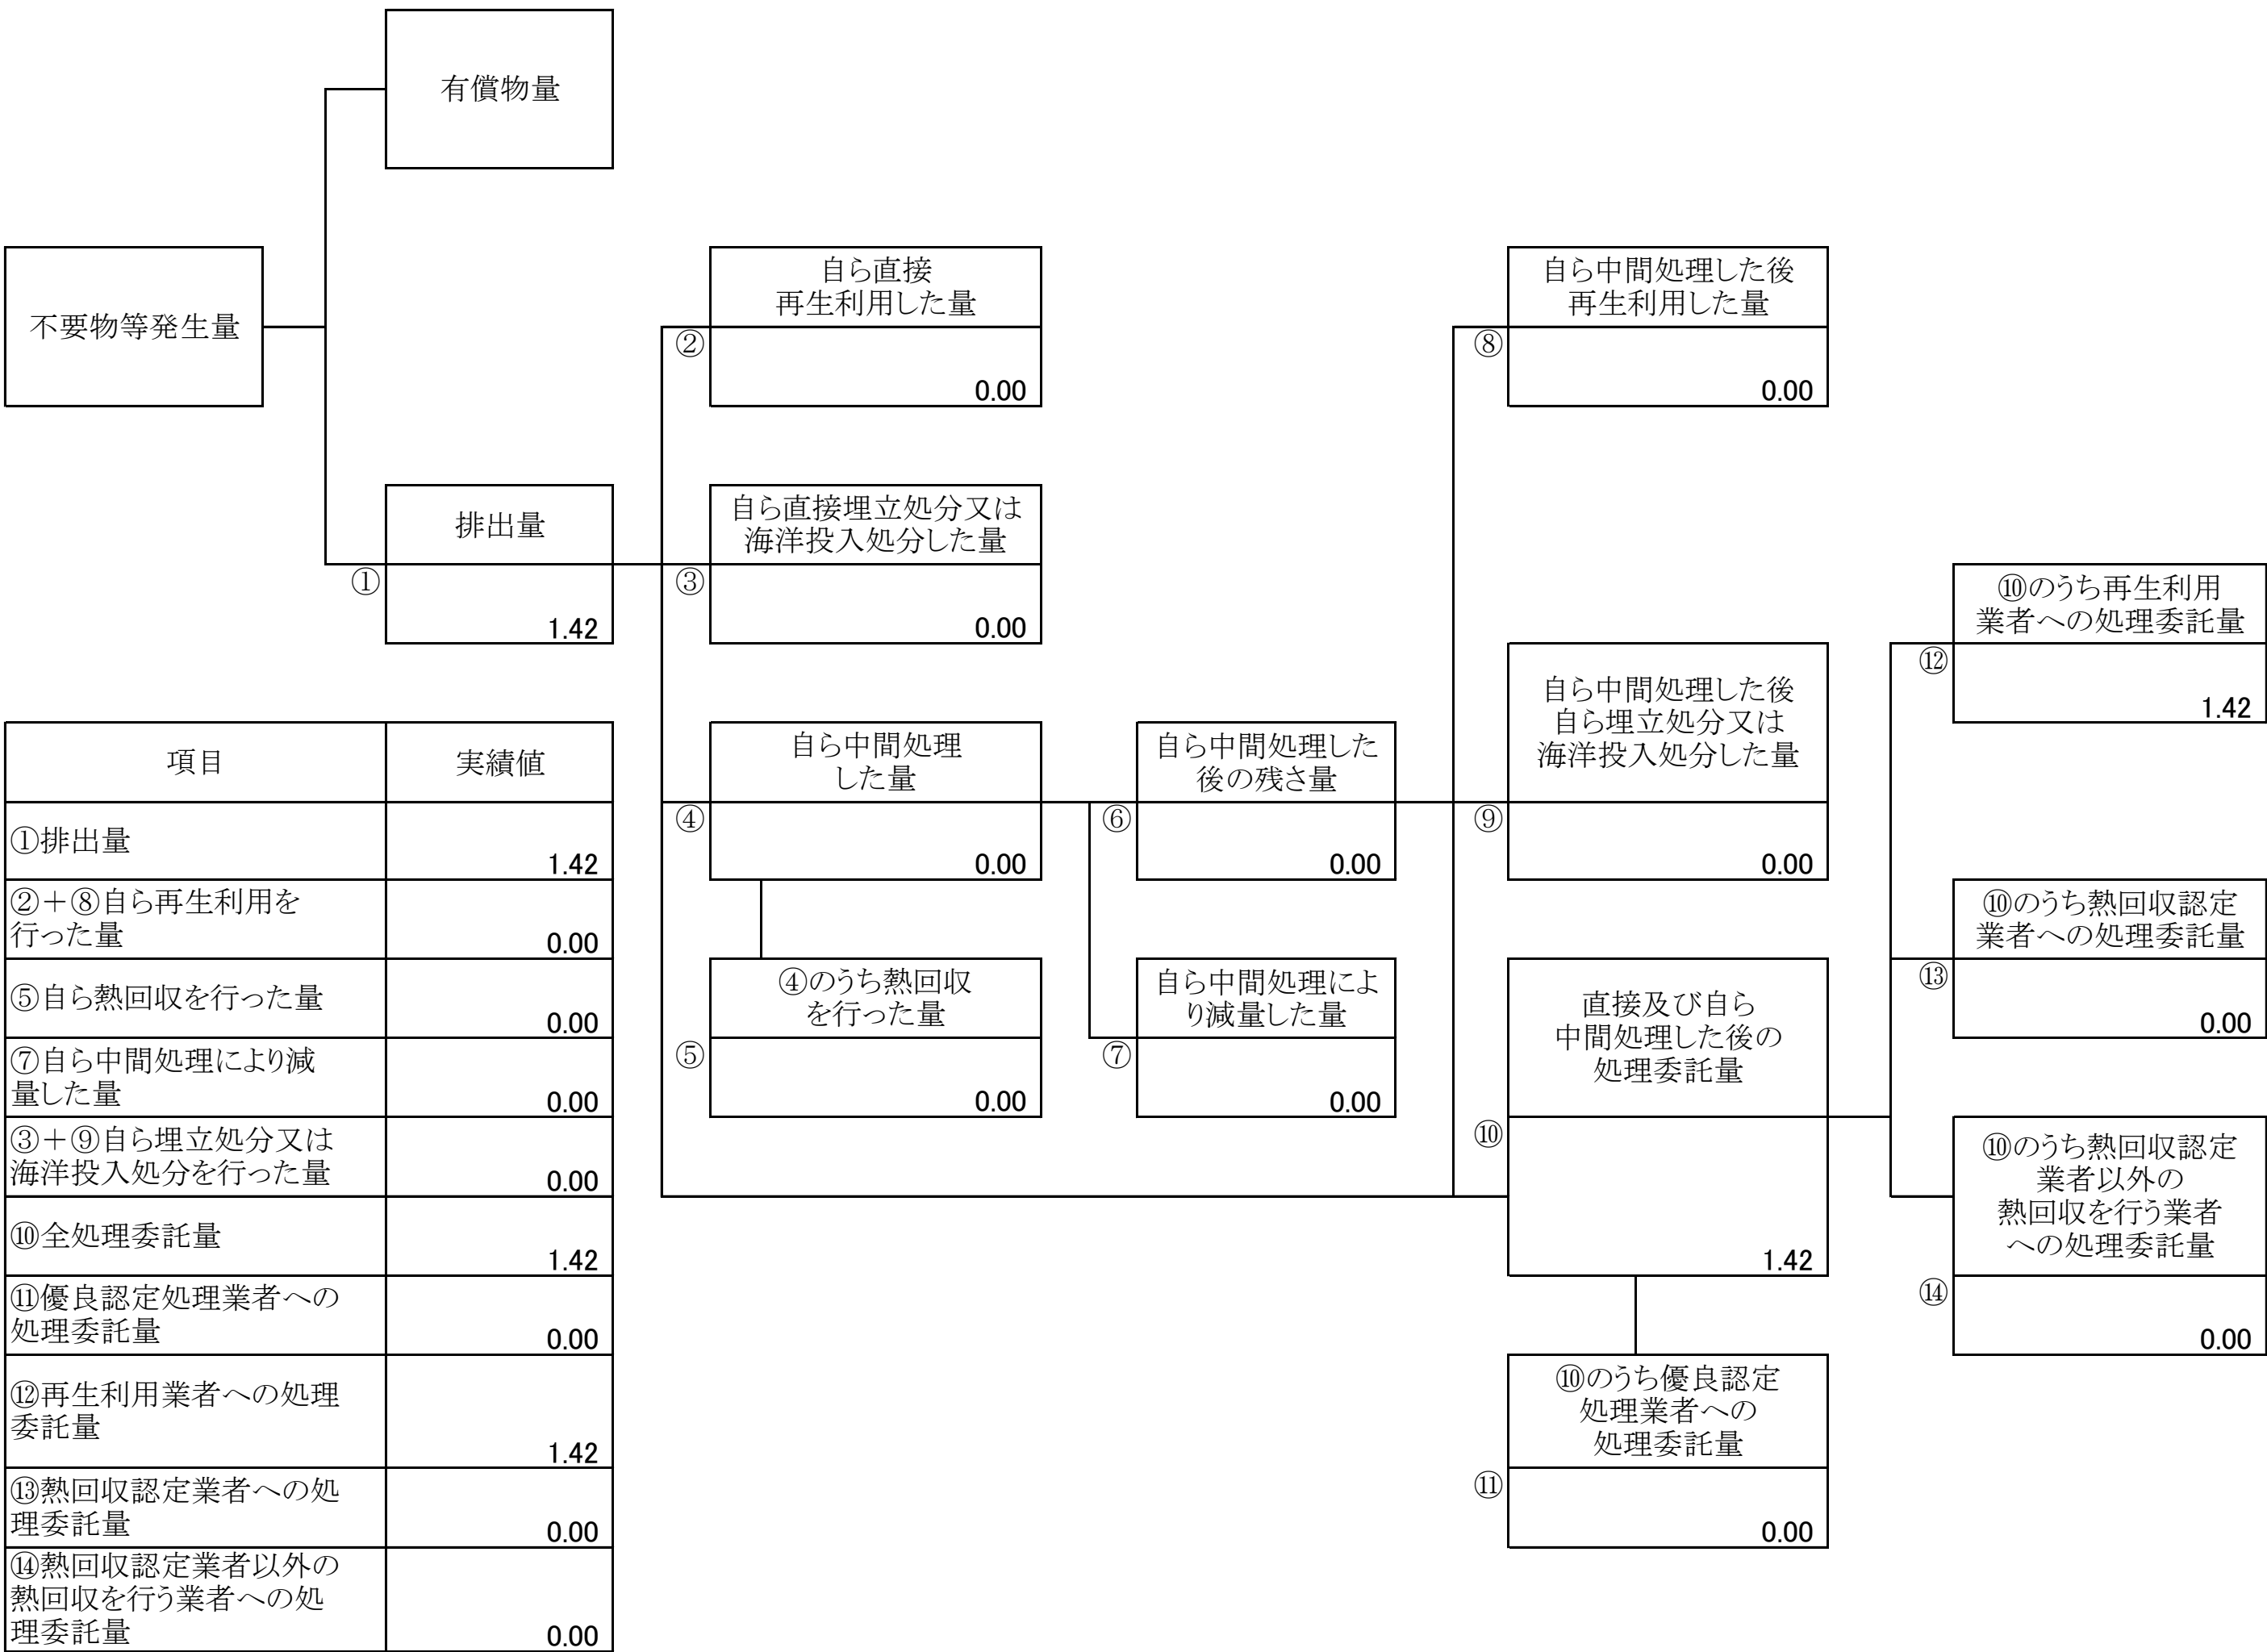 有償物量
不要物等発生量
自ら直接
再生利用した量
②
0.00
自ら中間処理した後
再生利用した量
⑧
0.00
排出量
①
1.42
自ら直接埋立処分又は
海洋投入処分した量
③
0.00
⑩のうち再生利用
業者への処理委託量
⑫
1.42
自ら中間処理
した量
④
0.00
自ら中間処理した
後の残さ量
⑥
0.00
自ら中間処理した後
自ら埋立処分又は
海洋投入処分した量
⑨
0.00
⑩のうち熱回収認定
業者への処理委託量
⑬
0.00
④のうち熱回収
を行った量
⑤
0.00
自ら中間処理によ
り減量した量
⑦
0.00
直接及び自ら
中間処理した後の
処理委託量
⑩
1.42
⑩のうち熱回収認定
業者以外の
熱回収を行う業者
への処理委託量
⑭
0.00
⑩のうち優良認定
処理業者への
処理委託量
⑪
0.00
項目 実績値
①排出量
1.42
②＋⑧自ら再生利用を
行った量
0.00
⑤自ら熱回収を行った量
0.00
⑦自ら中間処理により減
量した量
0.00
③＋⑨自ら埋立処分又は
海洋投入処分を行った量
0.00
⑩全処理委託量
1.42
⑪優良認定処理業者への
処理委託量
0.00
⑫再生利用業者への処理
委託量
1.42
⑬熱回収認定業者への処
理委託量
0.00
⑭熱回収認定業者以外の
熱回収を行う業者への処
理委託量
0.00